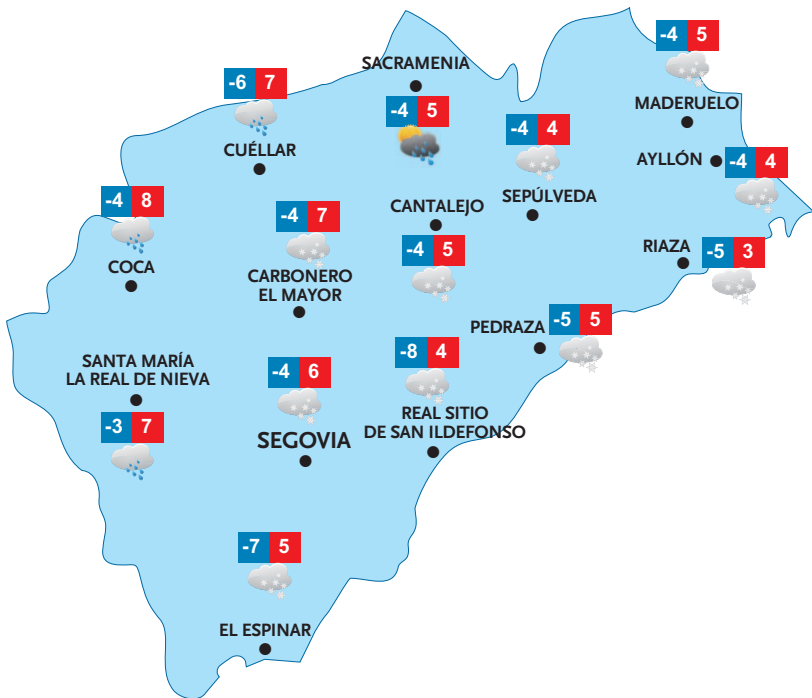 -4 5
MADERUELO
SACRAMENIA
-4 5
-6 7
CUÉLLAR
-4 4
SEPÚLVEDA
AYLLÓN
-4 4
-4 8
COCA
-4 7
CARBONERO
EL MAYOR
CANTALEJO
-4 5
RIAZA
-5 3
PEDRAZA
-5 5
SANTA MARÍA
LA REAL DE NIEVA
-3 7
-4 6
SEGOVIA
-8 4
REAL SITIO
DE SAN ILDEFONSO
-7 5
EL ESPINAR